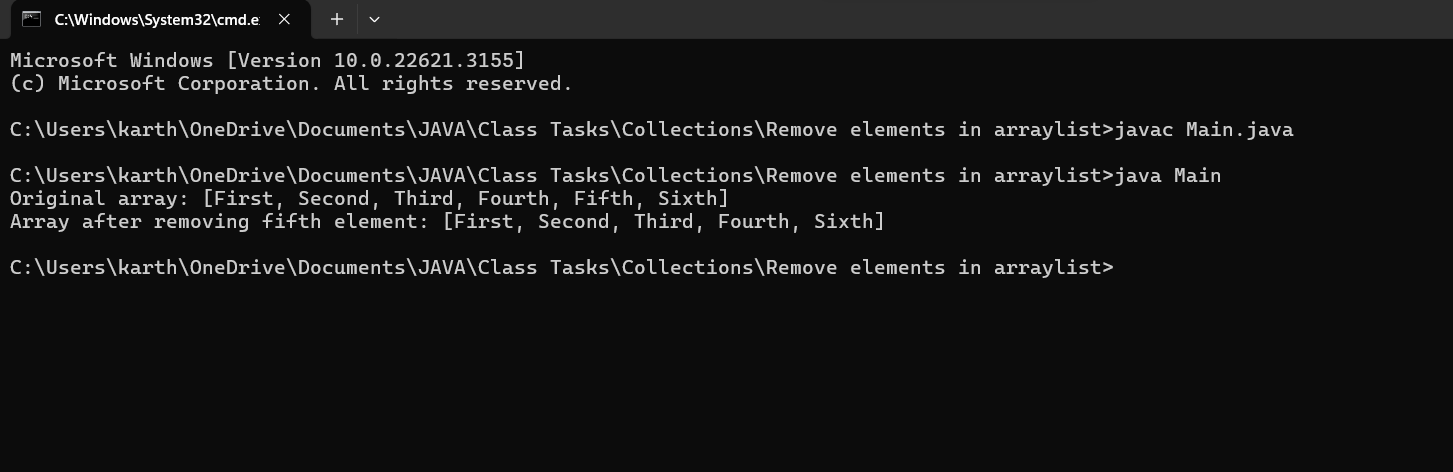 C:\Windows\System32\cmd.e
Microsoft Windows [Version 10.0.22621.3155]
(c) Microsoft Corporation. All rights reserved.
C:\Users\karth\OneDrive\Documents\JAVA\Class Tasks\Collections\Remove elements in arraylist>javac Main.java
C:\Users\karth\OneDrive\Documents\JAVA\Class Tasks\Collections\Remove elements in arraylist>java Main
Original array: [First, Second, Third, Fourth, Fifth, Sixth]
Array after removing fifth element: [First, Second, Third, Fourth, Sixth]
C:\Users\karth\OneDrive\Documents\JAVA\Class Tasks\Collections\Remove elements in arraylist>